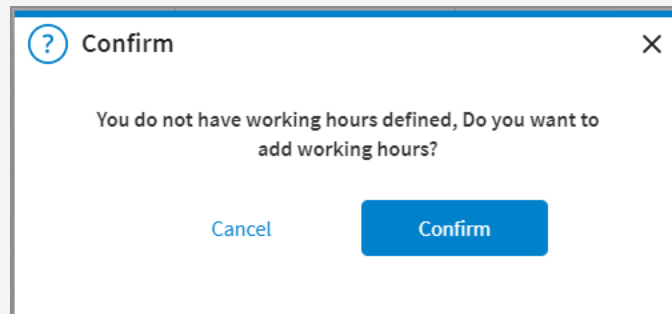 ? Confirm
You do not have working hours defined, Do you want to
add working hours?
Cancel Confirm